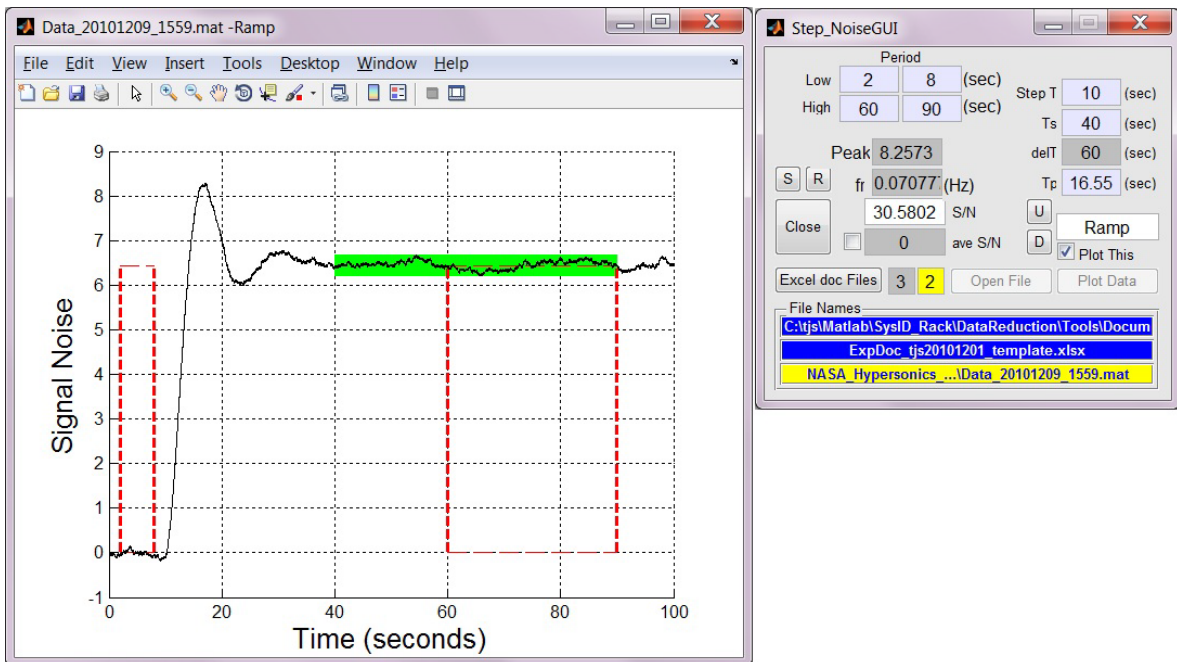 Data_20101209_1559.mat -Ramp
File Edit View Insert Tools Desktop Window Help
9
8
7
6
5
4
3
2
1
0
-1
0 20 40 60 80 100
Signal Noise
Time (seconds)
Step_NoiseGUI
Period
Low 2 8 (sec)
High 60 90 (sec)
Step T 10 (sec)
Ts 40 (sec)
Peak 8.2573
delT 60 (sec)
S R fr 0.07077 (Hz)
Tp 16.55 (sec)
Close
30.5802 S/N
U
Ramp
0 ave S/N
D
Plot This
Excel doc Files 3 2 Open File Plot Data
File Names
C:\tjs\Matlab\SysID_Rack\DataReduction\Tools\Docum
ExpDoc_tjs20101201_template.xlsx
NASA_Hypersonics_...\Data_20101209_1559.mat